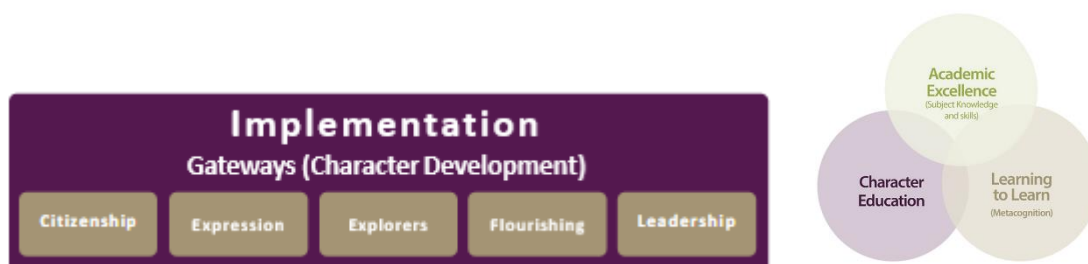 Implementation
Gateways (Character Development)
Citizenship
Expression
Explorers
Flourishing
Leadership
Academic
Excellence
(Subject Knowledge
and skills)
Character
Education
Learning
to Learn
(Metacognition)